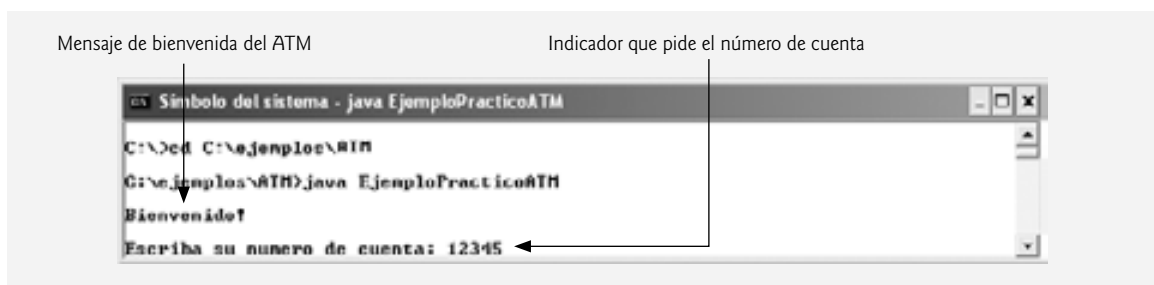 Mensaje de bienvenida del ATM
Indicador que pide el número de cuenta
Símbolo del sistema - java EjemploPracticoATM
C:\>cd C:\ejemplos\ATM
C:\ejemplos\ATM>java EjemploPracticoATM
Bienvenido!
Escriba su numero de cuenta: 12345